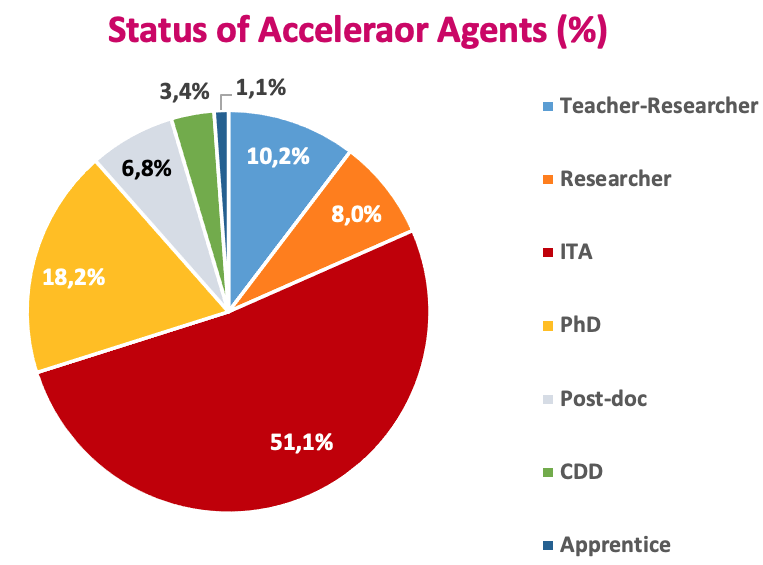 Status of Acceleraor Agents (%)
3,4%
1,1%
10,2%
6,8%
8,0%
18,2%
51,1%
Teacher-Researcher
Researcher
ITA
PhD
Post-doc
CDD
Apprentice